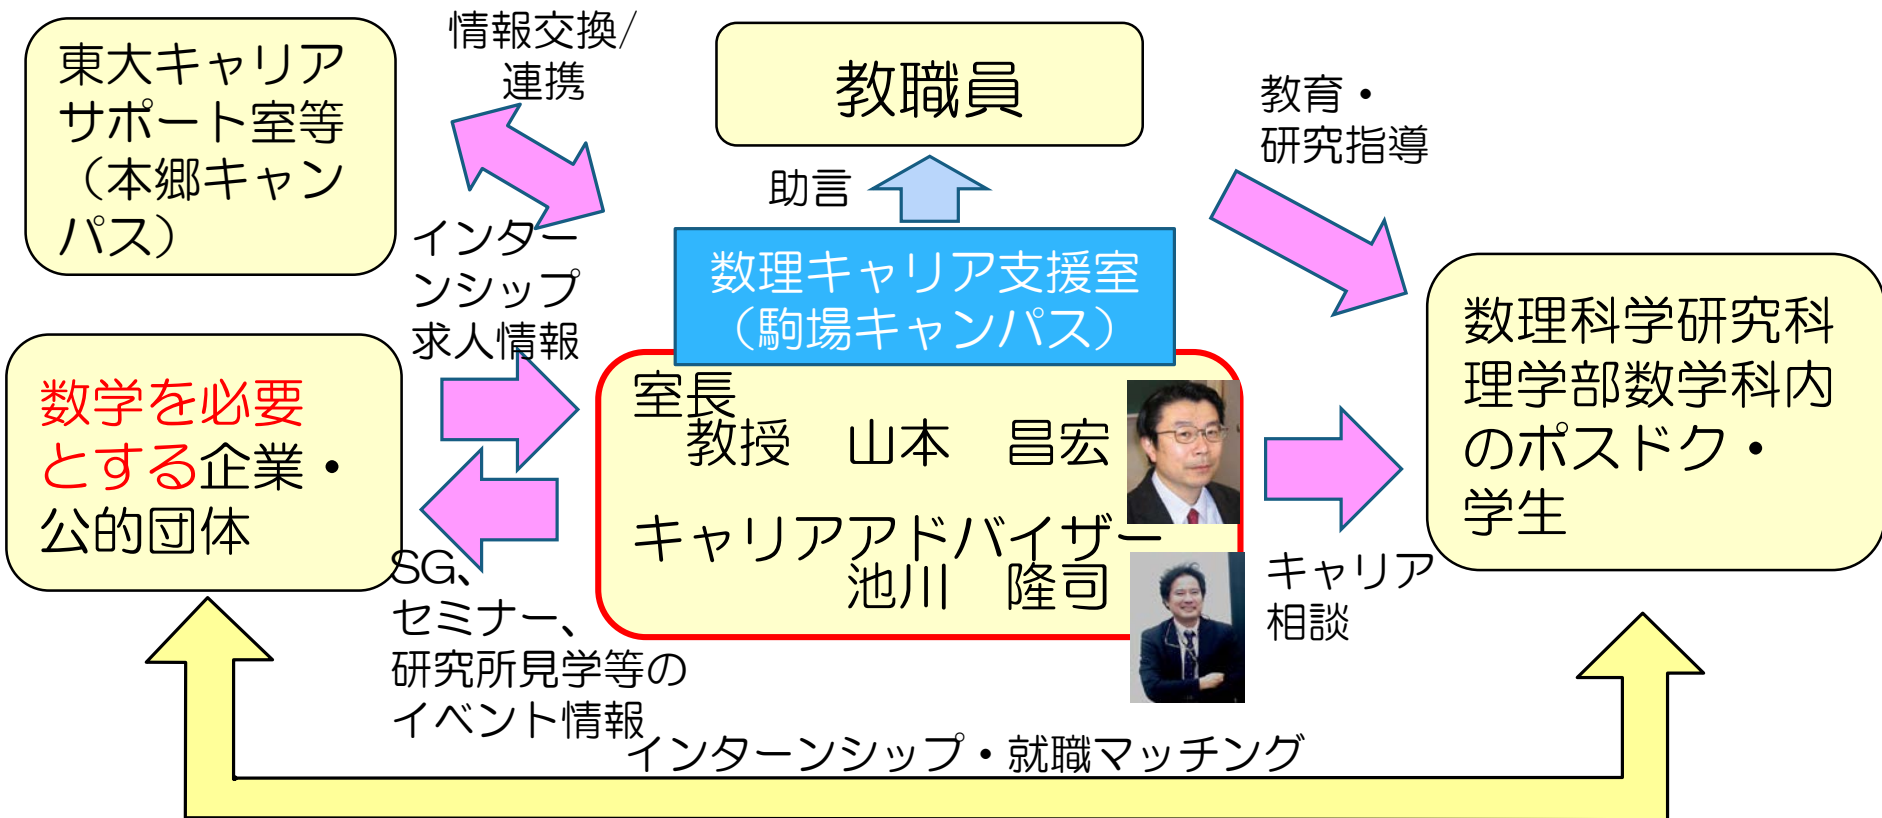 東大キャリア
サポート室等
（本郷キャン
パス）
情報交換/
連携
教職員
教育・
研究指導
助言
インター
ンシップ
求人情報
数理キャリア支援室
（駒場キャンパス）
数学を必要
とする企業・
公的団体
室長
教授　山本　昌宏
キャリアアドバイザー
池川　隆司
数理科学研究科
理学部数学科内
のポスドク・
学生
SG、
セミナー、
研究所見学等の
イベント情報
キャリア
相談
インターンシップ・就職マッチング